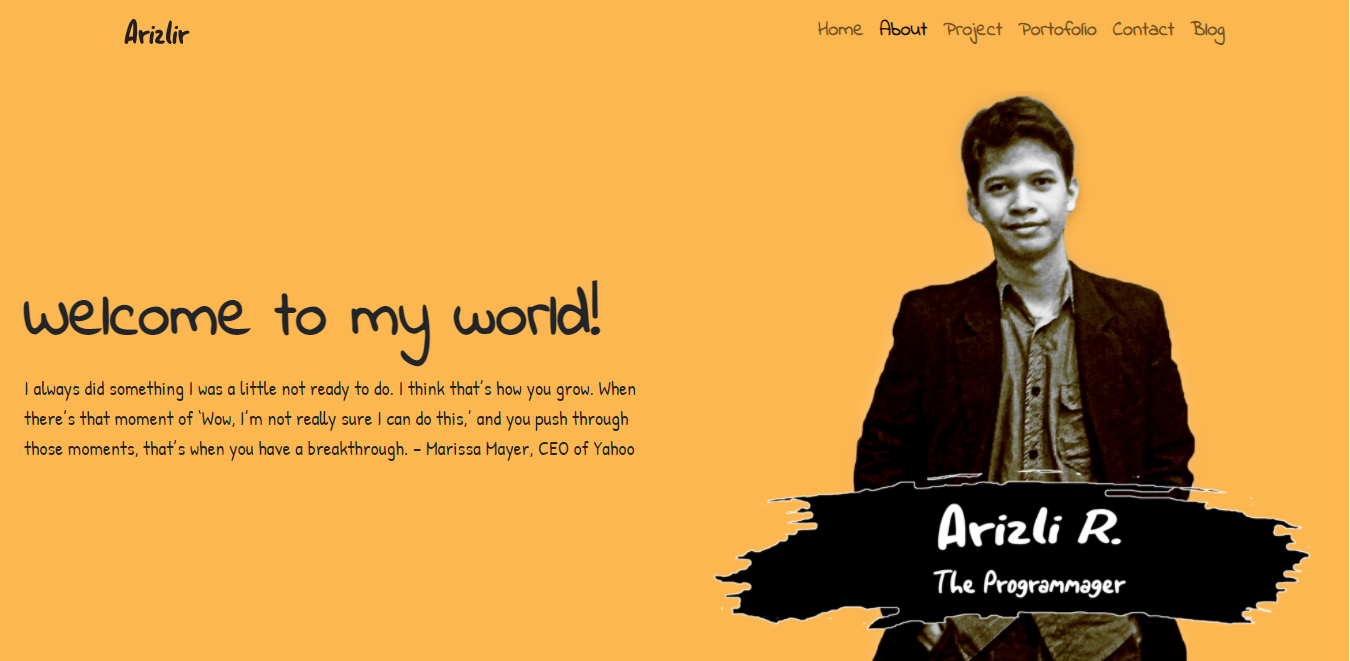 Arizlir
Home About Project Portofolio Contact Blog
Welcome to my world!
I always did something I was a little not ready to do. I think that's how you grow. When
there's that moment of ‘Wow, I'm not really sure I can do this,’ and you push through
those moments, that's when you have a breakthrough. – Marissa Mayer, CEO of Yahoo
Arizli R.
The Programmager